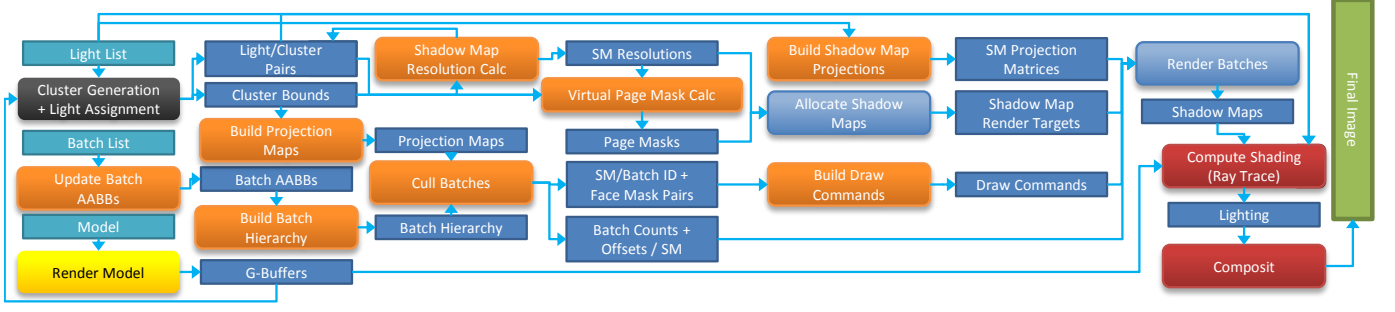 Light List
Cluster Generation
+ Light Assignment
Batch List
Update Batch
AABBs
Model
Render Model
Light/Cluster
Pairs
Cluster Bounds
Build Projection
Maps
Batch AABBs
Build Batch
Hierarchy
G-Buffers
Shadow Map
Resolution Calc
Projection Maps
Cull Batches
Batch Hierarchy
SM Resolutions
Virtual Page Mask Calc
Page Masks
SM/Batch ID +
Face Mask Pairs
Batch Counts +
Offsets / SM
Build Shadow Map
Projections
Allocate Shadow
Maps
Build Draw
Commands
SM Projection
Matrices
Shadow Map
Render Targets
Draw Commands
Render Batches
Shadow Maps
Compute Shading
(Ray Trace)
Lighting
Composit
Final Image